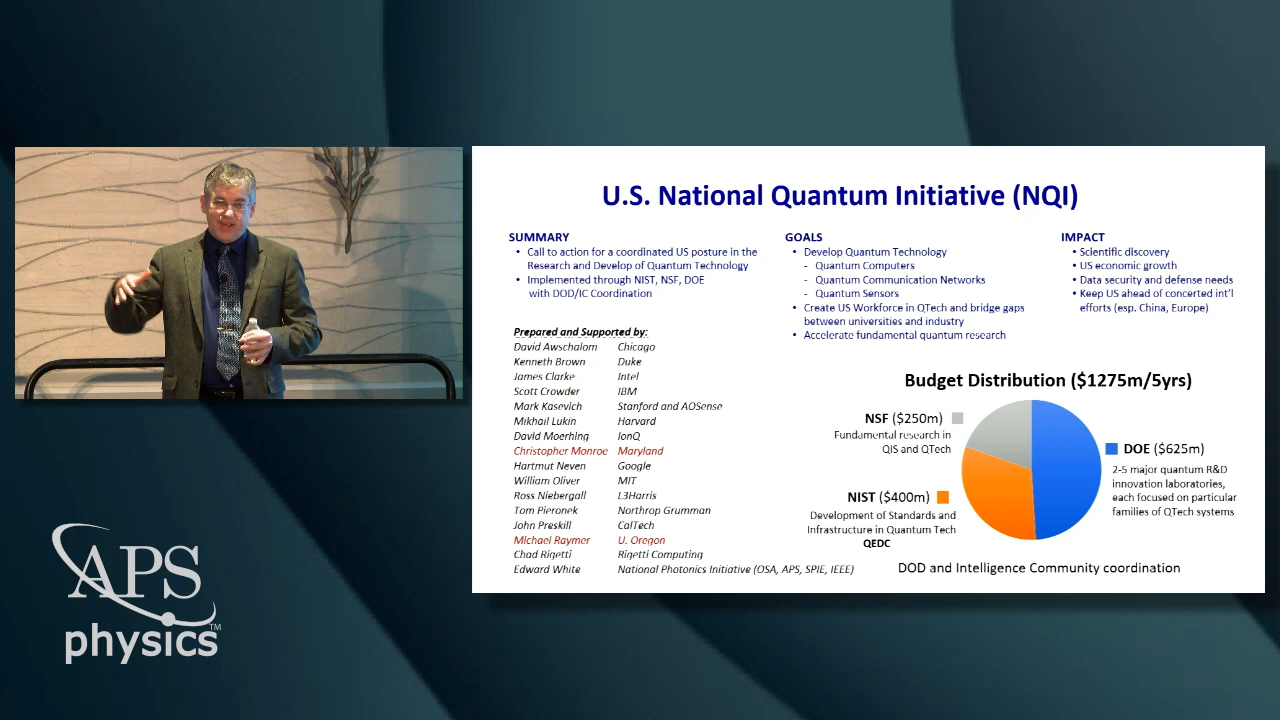 U.S. National Quantum Initiative (NQI)
SUMMARY
• Call to action for a coordinated US posture in the
Research and Develop of Quantum Technology
• Implemented through NIST, NSF, DOE
with DOD/IC Coordination
GOALS
• Develop Quantum Technology
- Quantum Computers
- Quantum Communication Networks
- Quantum Sensors
• Create US Workforce in QTech and bridge gaps
between universities and industry
• Accelerate fundamental quantum research
IMPACT
• Scientific discovery
• US economic growth
• Data security and defense needs
• Keep US ahead of concerted int'l
efforts (esp. China, Europe)
Prepared and Supported by:
David Awschalom Chicago
Kenneth Brown Duke
James Clarke Intel
Scott Crowder IBM
Mark Kasevich Stanford and AOSense
Mikhail Lukin Harvard
David Moerhing IonQ
Christopher Monroe Maryland
Hartmut Neven Google
William Oliver MIT
Ross Niebergall L3Harris
Tom Pieronek Northrop Grumman
John Preskill CalTech
Michael Raymer U. Oregon
Chad Rigetti Rigetti Computing
Edward White National Photonics Initiative (OSA, APS, SPIE, IEEE)
Budget Distribution ($1275m/5yrs)
NSF ($250m)
Fundamental research in
QIS and QTech
NIST ($400m)
Development of Standards and
Infrastructure in Quantum Tech
QEDC
DOE ($625m)
2-5 major quantum R&D
innovation laboratories,
each focused on particular
families of QTech systems
DOD and Intelligence Community coordination
APS
physics™